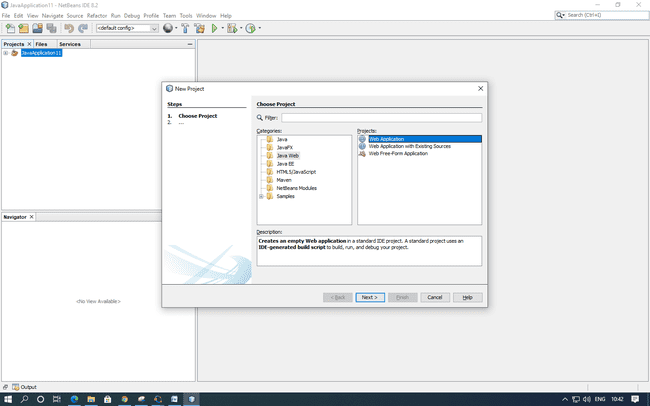 JavaApplication11 - NetBeans IDE 8.2
File Edit View Navigate Source Refactor Run Debug Profile Team Tools Window Help
Search (Ctrl+I)
<default config>
Projects Files Services
JavaApplication11
New Project
Steps
1. Choose Project
2. ...
Choose Project
Filter:
Categories:
Java
JavaFX
Java Web
Java EE
HTML5/JavaScript
Maven
NetBeans Modules
Samples
Projects:
Web Application
Web Application with Existing Sources
Web Free-Form Application
Description:
Creates an empty Web application in a standard IDE project. A standard project uses an
IDE-generated build script to build, run, and debug your project.
< Back Next > Finish Cancel Help
Navigator
<No View Available>
Output
ENG 10:42